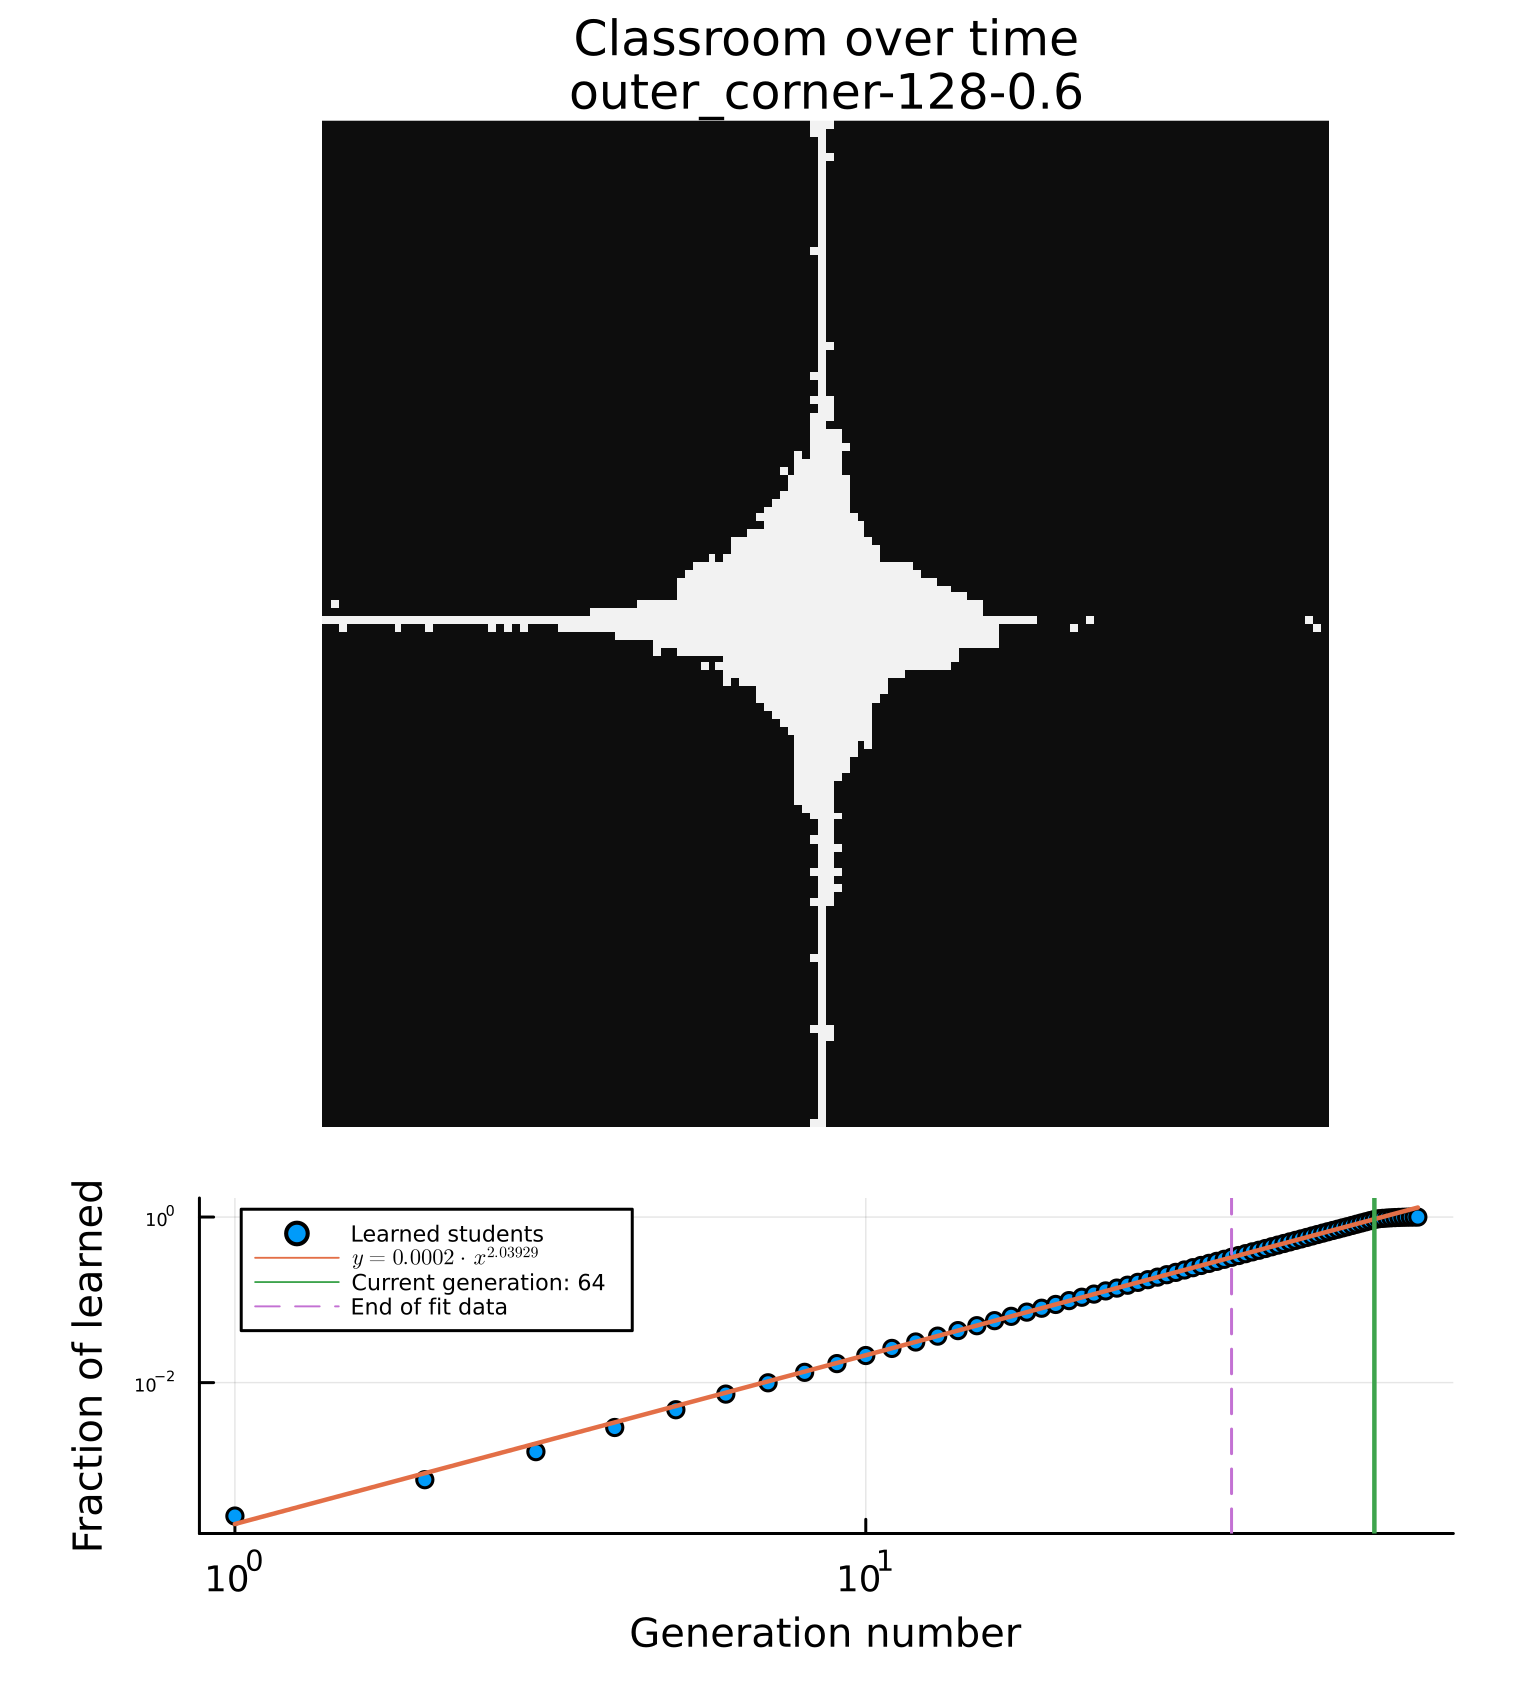 Classroom over time
outer_corner-128-0.6
Fraction of learned
10^0
10^-2
Learned students
y = 0.0002 · x^2.03929
Current generation: 64
End of fit data
10^0
10^1
Generation number